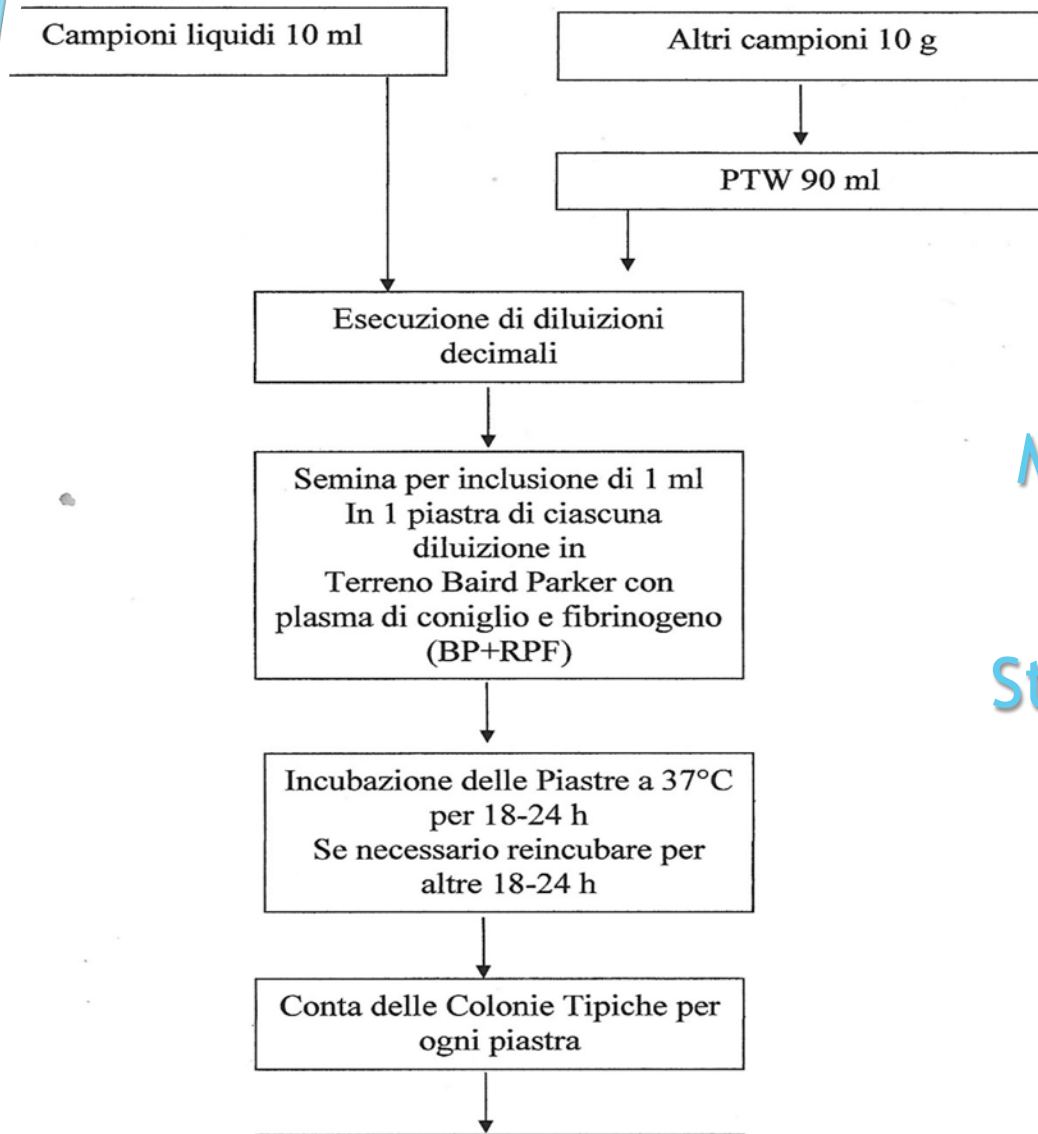 Campioni liquidi 10 ml
Altri campioni 10 g
PTW 90 ml
Esecuzione di diluizioni
decimali
Semina per inclusione di 1 ml
In 1 piastra di ciascuna
diluizione in
Terreno Baird Parker con
plasma di coniglio e fibrinogeno
(BP+RPF)
Incubazione delle Piastre a 37°C
per 18-24 h
Se necessario reincubare per
altre 18-24 h
Conta delle Colonie Tipiche per
ogni piastra
St